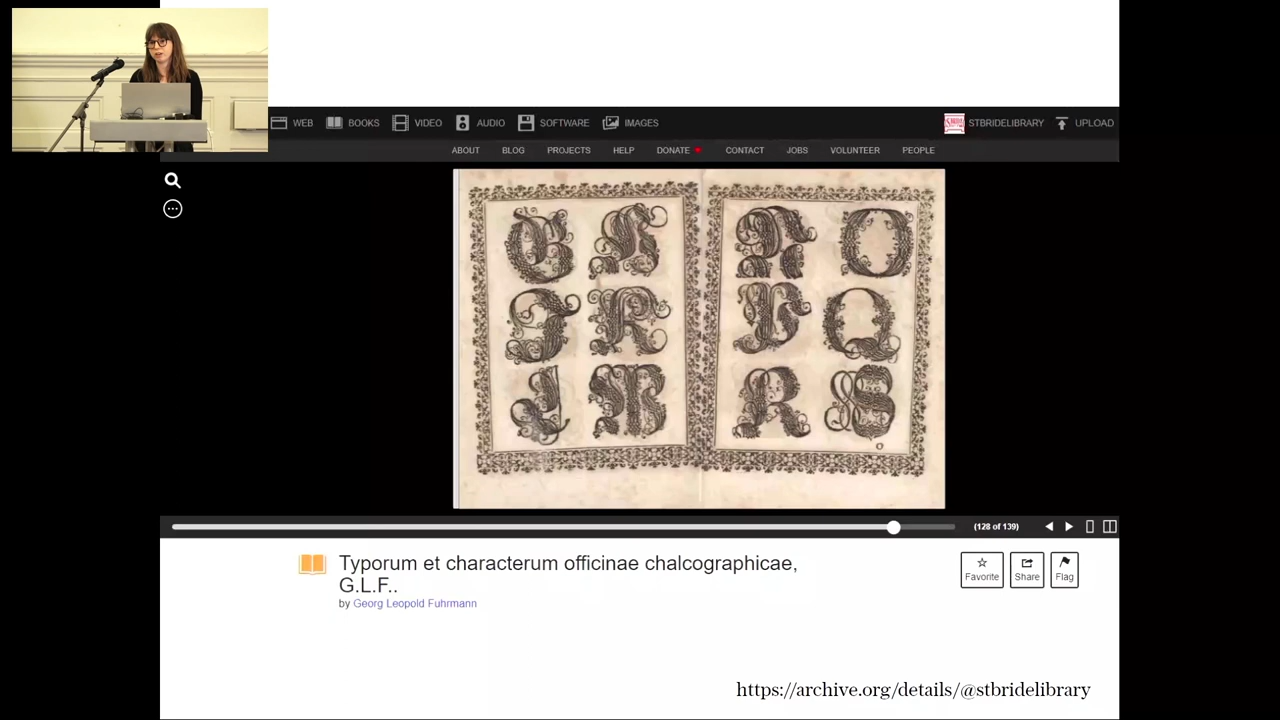 WEB BOOKS VIDEO AUDIO SOFTWARE IMAGES STBRIDELIBRARY UPLOAD
ABOUT BLOG PROJECTS HELP DONATE CONTACT JOBS VOLUNTEER PEOPLE
(128 of 139)
Typorum et characterum officinae chalcographicae,
G.L.F..
by Georg Leopold Fuhrmann
Favorite Share Flag
https://archive.org/details/@stbridelibrary